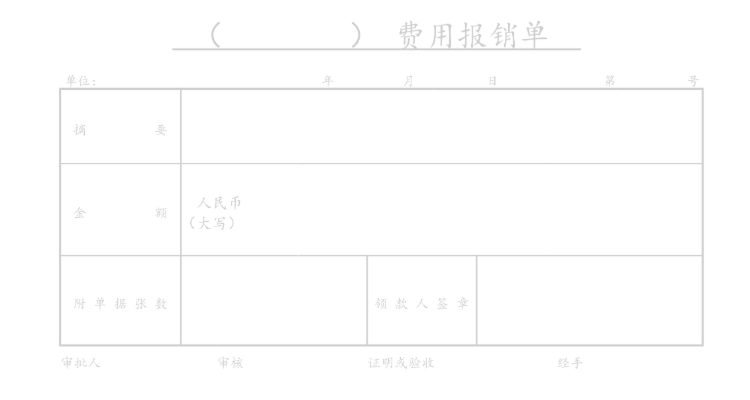 （ ） 费用报销单
单位： 年 月 日 第 号
摘 要
金 额 人民币
（大写）
附单据张数 领款人签章
审批人 审核 证明或验收 经手